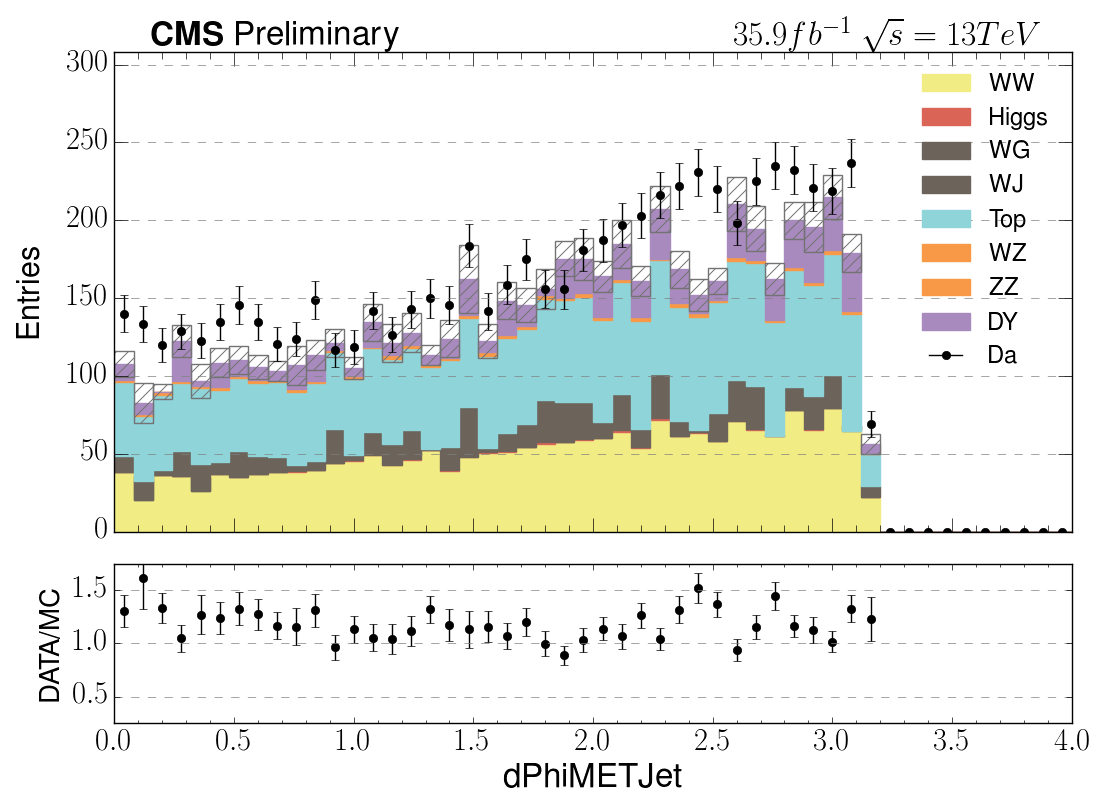 CMS Preliminary
35.9fb⁻¹ √s = 13TeV
Entries
300
250
200
150
100
50
0
WW
Higgs
WG
WJ
Top
WZ
ZZ
DY
Da
DATA/MC
1.5
1.0
0.5
0.0 0.5 1.0 1.5 2.0 2.5 3.0 3.5 4.0
dPhiMETJet